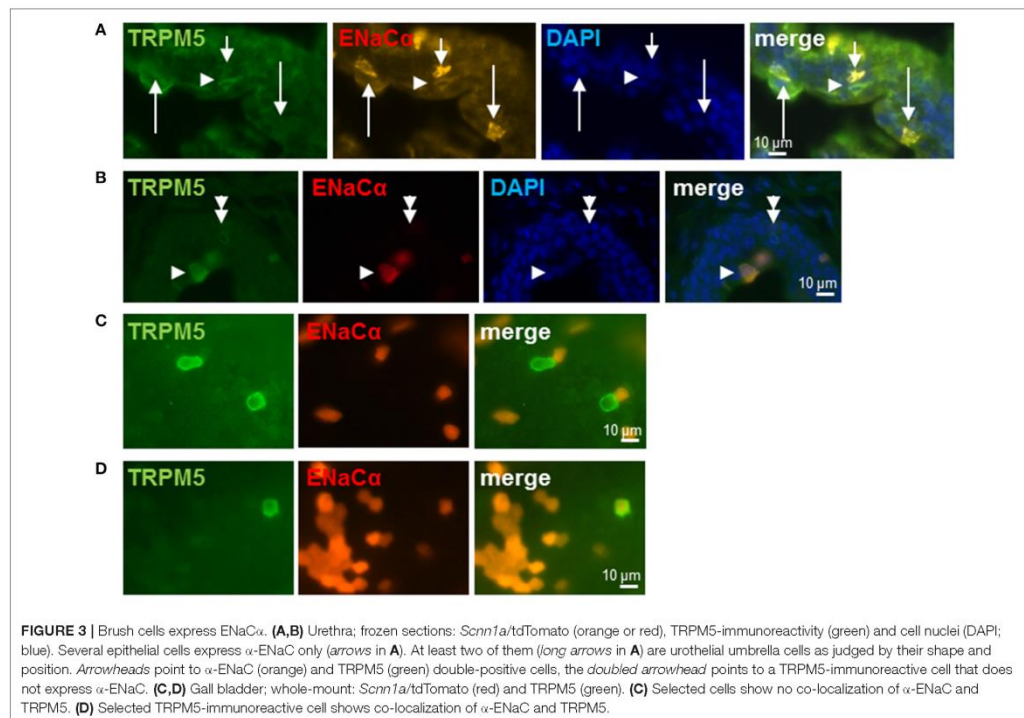 A TRPM5 ENaCα DAPI merge
10 µm
B TRPM5 ENaCα DAPI merge
10 µm
C TRPM5 ENaCα merge
10 µm
D TRPM5 ENaCα merge
10 µm
FIGURE 3 | Brush cells express ENaCα. (A,B) Urethra; frozen sections: Scnn1a/tdTomato (orange or red), TRPM5-immunoreactivity (green) and cell nuclei (DAPI;
blue). Several epithelial cells express α-ENaC only (arrows in A). At least two of them (long arrows in A) are urothelial umbrella cells as judged by their shape and
position. Arrowheads point to α-ENaC (orange) and TRPM5 (green) double-positive cells, the doubled arrowhead points to a TRPM5-immunoreactive cell that does
not express α-ENaC. (C,D) Gall bladder; whole-mount: Scnn1a/tdTomato (red) and TRPM5 (green). (C) Selected cells show no co-localization of α-ENaC and
TRPM5. (D) Selected TRPM5-immunoreactive cell shows co-localization of α-ENaC and TRPM5.